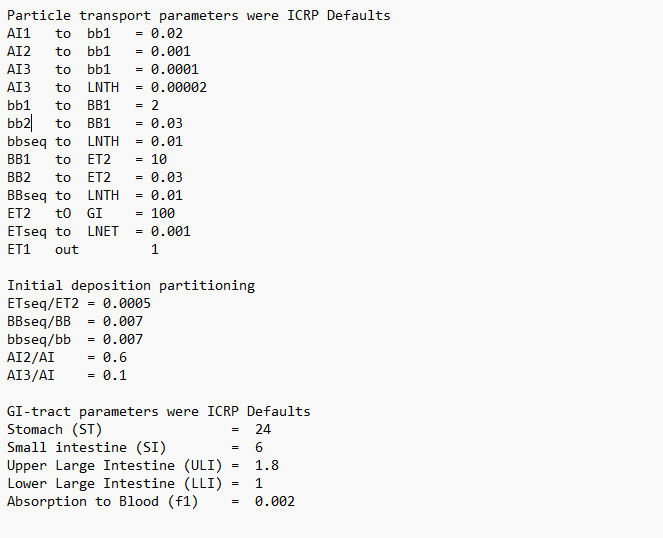 Particle transport parameters were ICRP Defaults
AI1   to  bb1   = 0.02
AI2   to  bb1   = 0.001
AI3   to  bb1   = 0.0001
AI3   to  LNTH  = 0.00002
bb1   to  BB1   = 2
bb2   to  BB1   = 0.03
bbseq to  LNTH  = 0.01
BB1   to  ET2   = 10
BB2   to  ET2   = 0.03
BBseq to  LNTH  = 0.01
ET2   tO  GI    = 100
ETseq to  LNET  = 0.001
ET1   out         1
Initial deposition partitioning
ETseq/ET2 = 0.0005
BBseq/BB  = 0.007
bbseq/bb  = 0.007
AI2/AI    = 0.6
AI3/AI    = 0.1
GI-tract parameters were ICRP Defaults
Stomach (ST)                =  24
Small intestine (SI)        =  6
Upper Large Intestine (ULI) =  1.8
Lower Large Intestine (LLI) =  1
Absorption to Blood (f1)    =  0.002